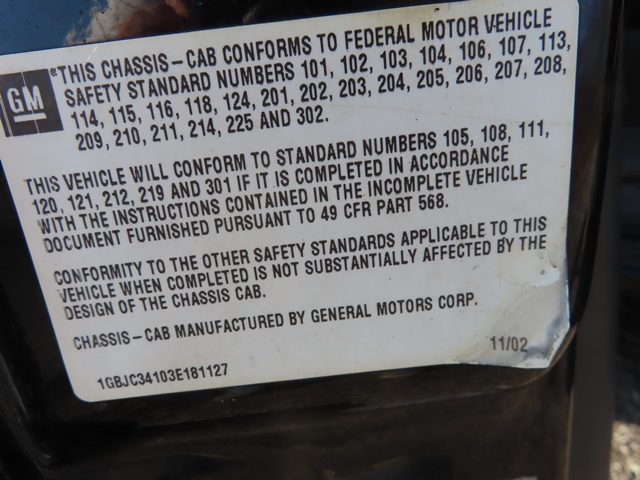 GM
®THIS CHASSIS-CAB CONFORMS TO FEDERAL MOTOR VEHICLE
SAFETY STANDARD NUMBERS 101, 102, 103, 104, 106, 107, 113,
114, 115, 116, 118, 124, 201, 202, 203, 204, 205, 206, 207, 208,
209, 210, 211, 214, 225 AND 302.
THIS VEHICLE WILL CONFORM TO STANDARD NUMBERS 105, 108, 111,
120, 121, 212, 219 AND 301 IF IT IS COMPLETED IN ACCORDANCE
WITH THE INSTRUCTIONS CONTAINED IN THE INCOMPLETE VEHICLE
DOCUMENT FURNISHED PURSUANT TO 49 CFR PART 568.
CONFORMITY TO THE OTHER SAFETY STANDARDS APPLICABLE TO THIS
VEHICLE WHEN COMPLETED IS NOT SUBSTANTIALLY AFFECTED BY THE
DESIGN OF THE CHASSIS CAB.
CHASSIS-CAB MANUFACTURED BY GENERAL MOTORS CORP.
11/02
1GBJC34103E181127